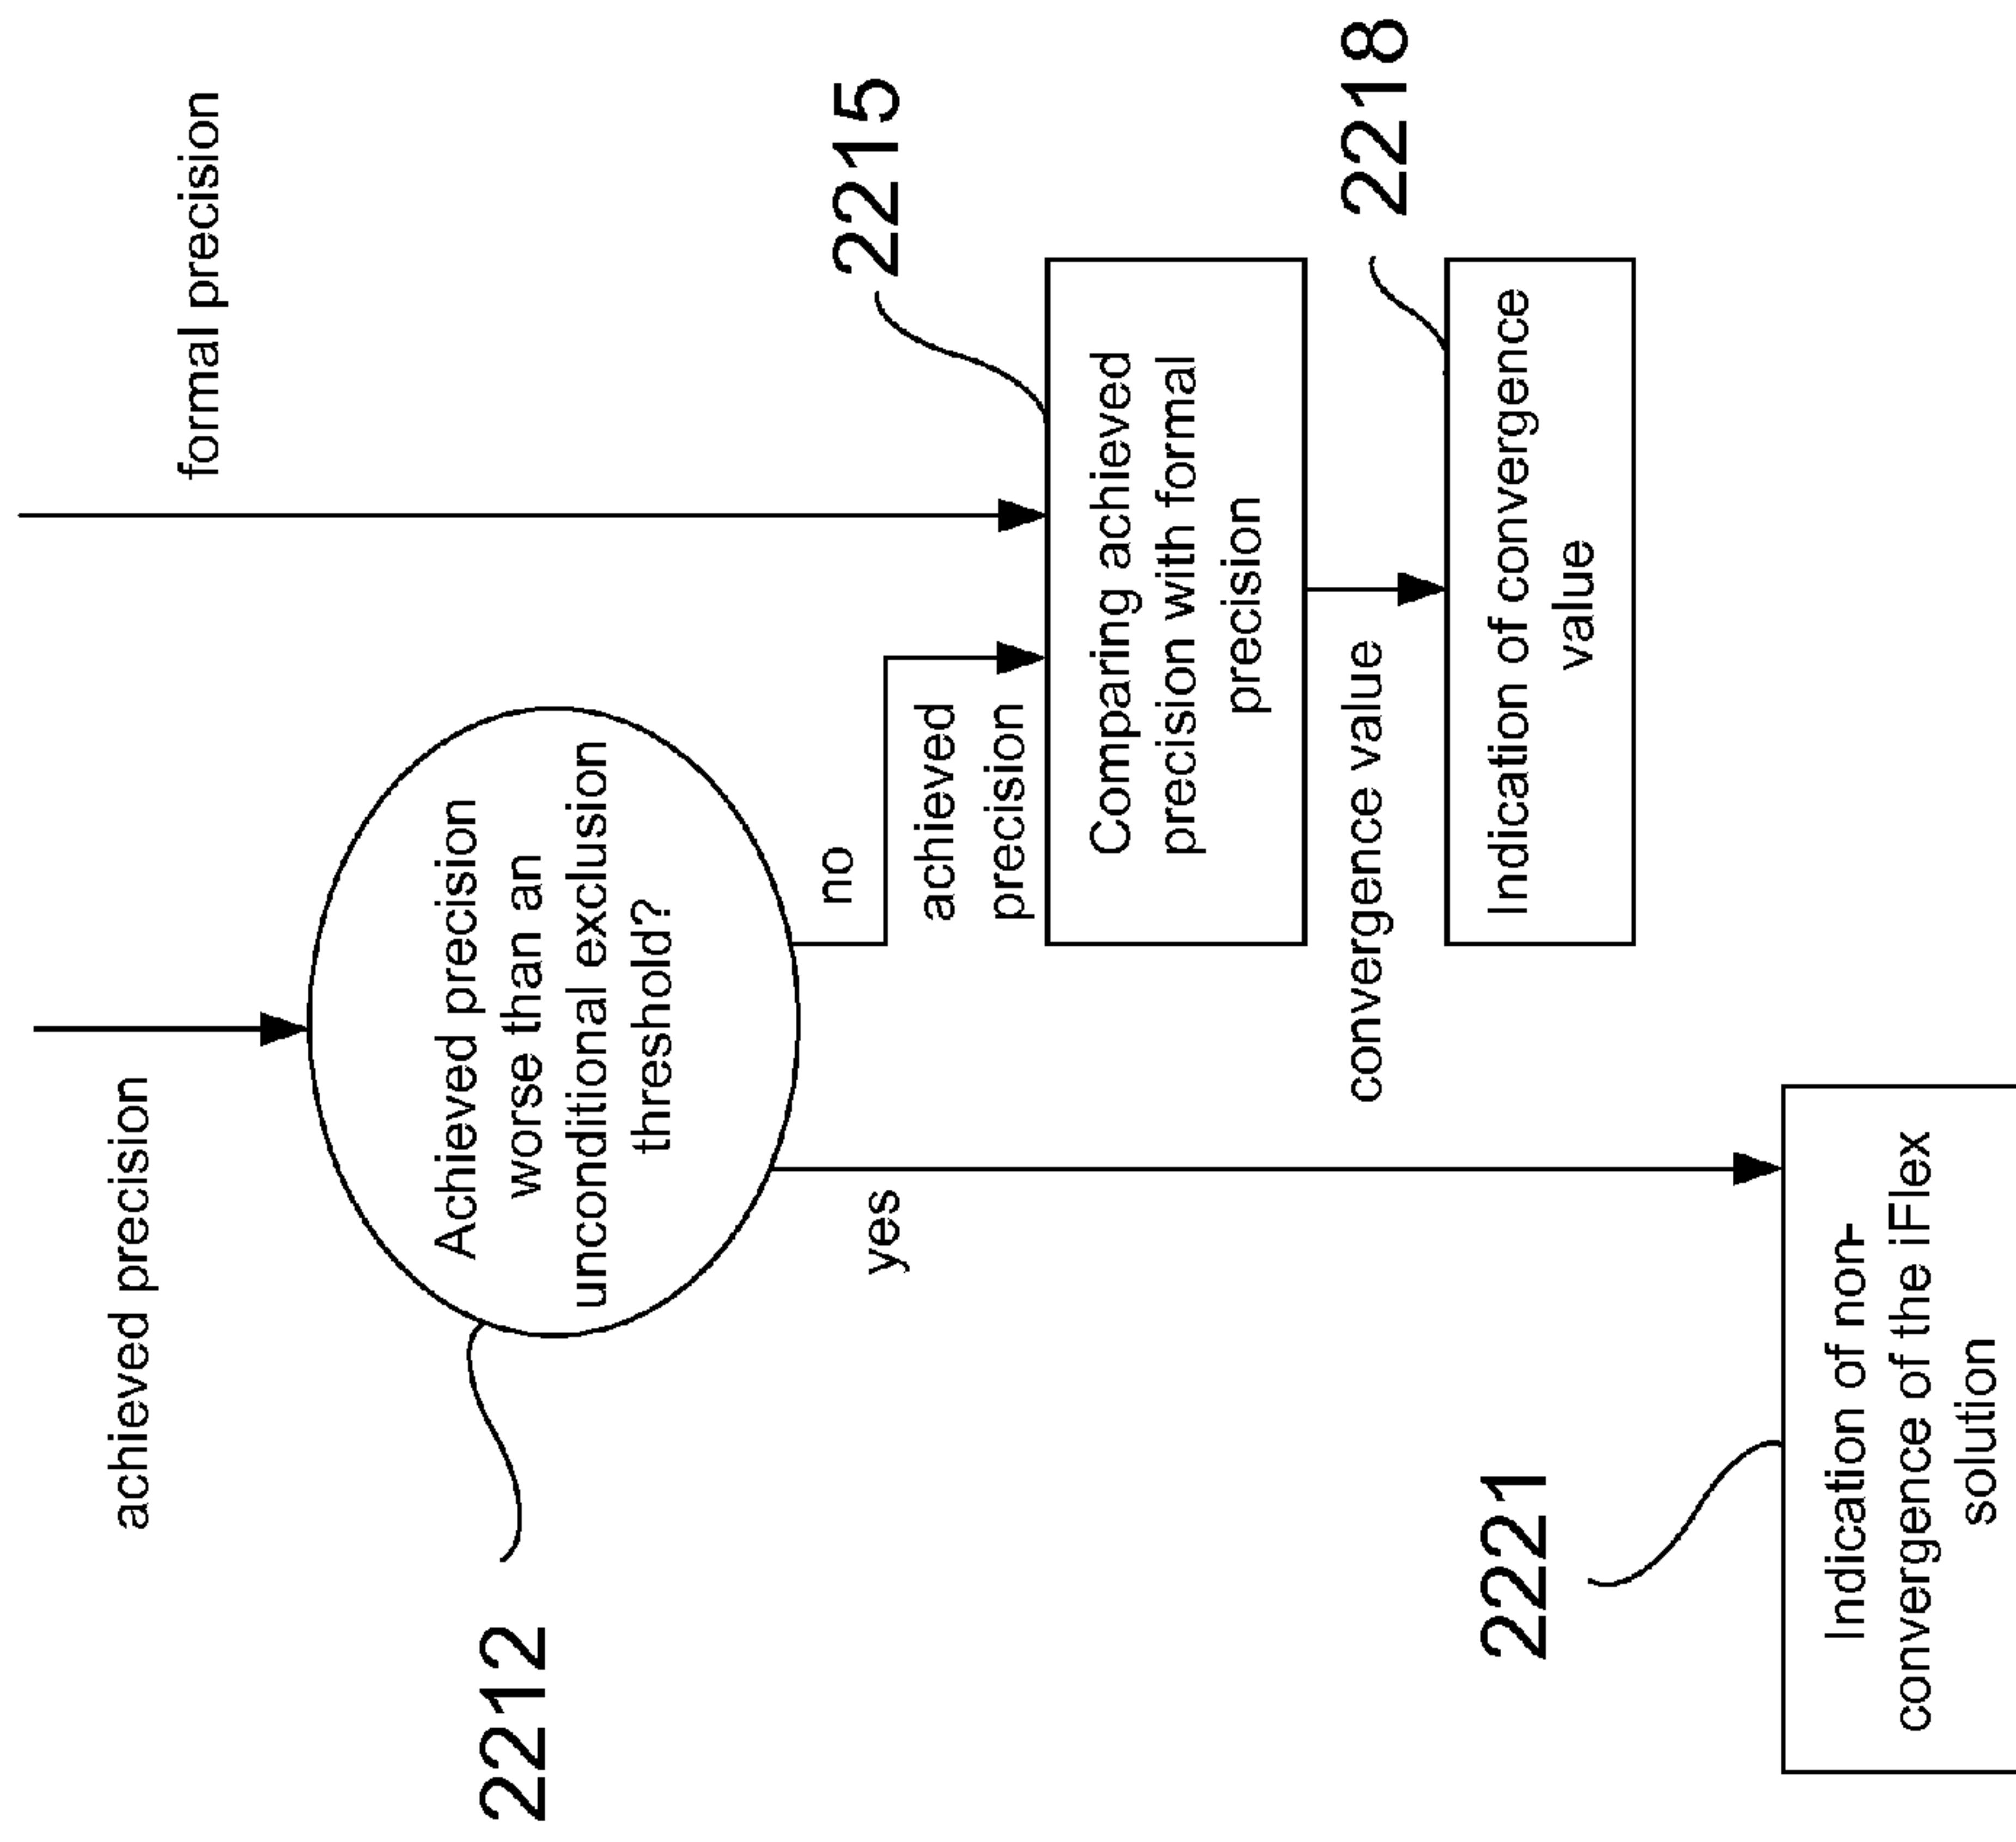 achieved precision
formal precision
2212
Achieved precision
worse than an
unconditional exclusion
threshold?
no
yes
achieved
precision
2215
Comparing achieved
precision with formal
precision
convergence value
2218
Indication of convergence
value
2221
Indication of non-
convergence of the iFlex
solution